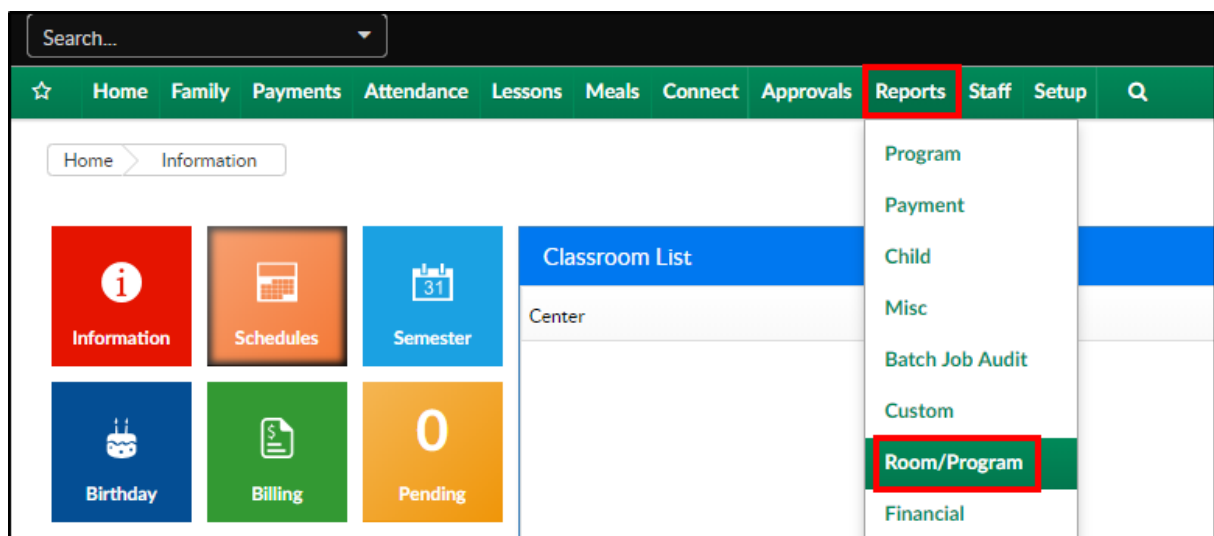 Search...
Home Family Payments Attendance Lessons Meals Connect Approvals Reports Staff Setup
Home Information
Program
Payment
Child
Misc
Batch Job Audit
Custom
Room/Program
Financial
Information
Schedules
31
Semester
Birthday
$
Billing
0
Pending
Classroom List
Center